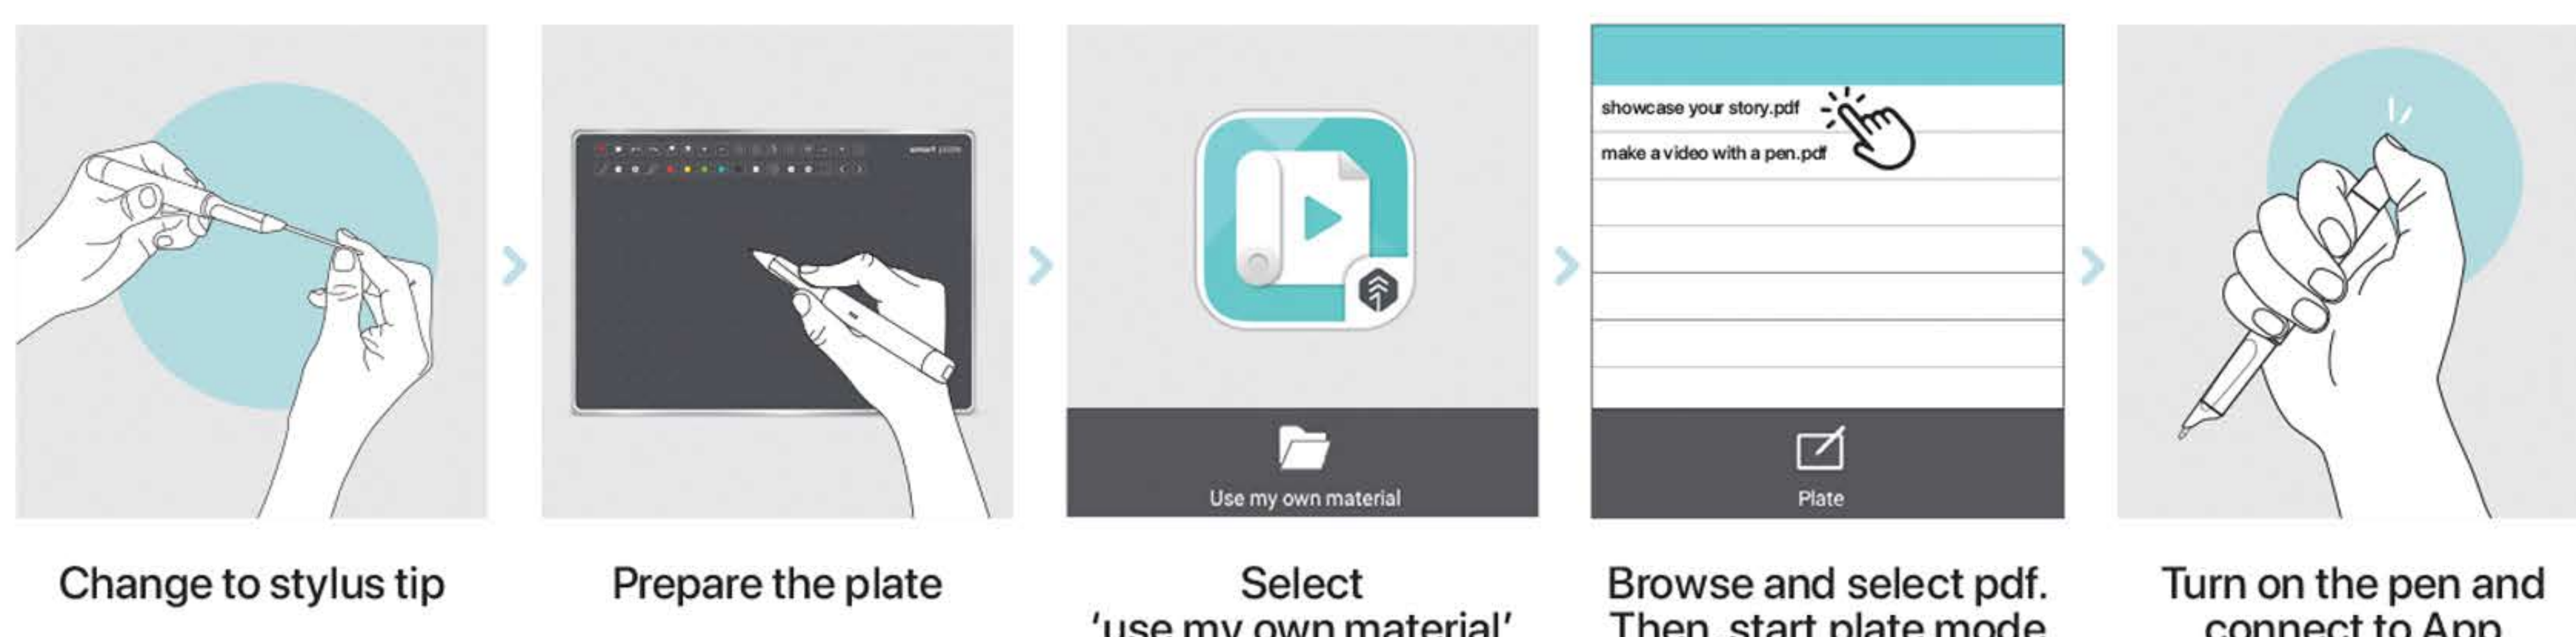 smart plate
showcase your story.pdf
make a video with a pen.pdf
Use my own material
Plate
Change to stylus tip
Prepare the plate
Select
‘use my own material’
Browse and select pdf.
Then, start plate mode
Turn on the pen and
connect to App